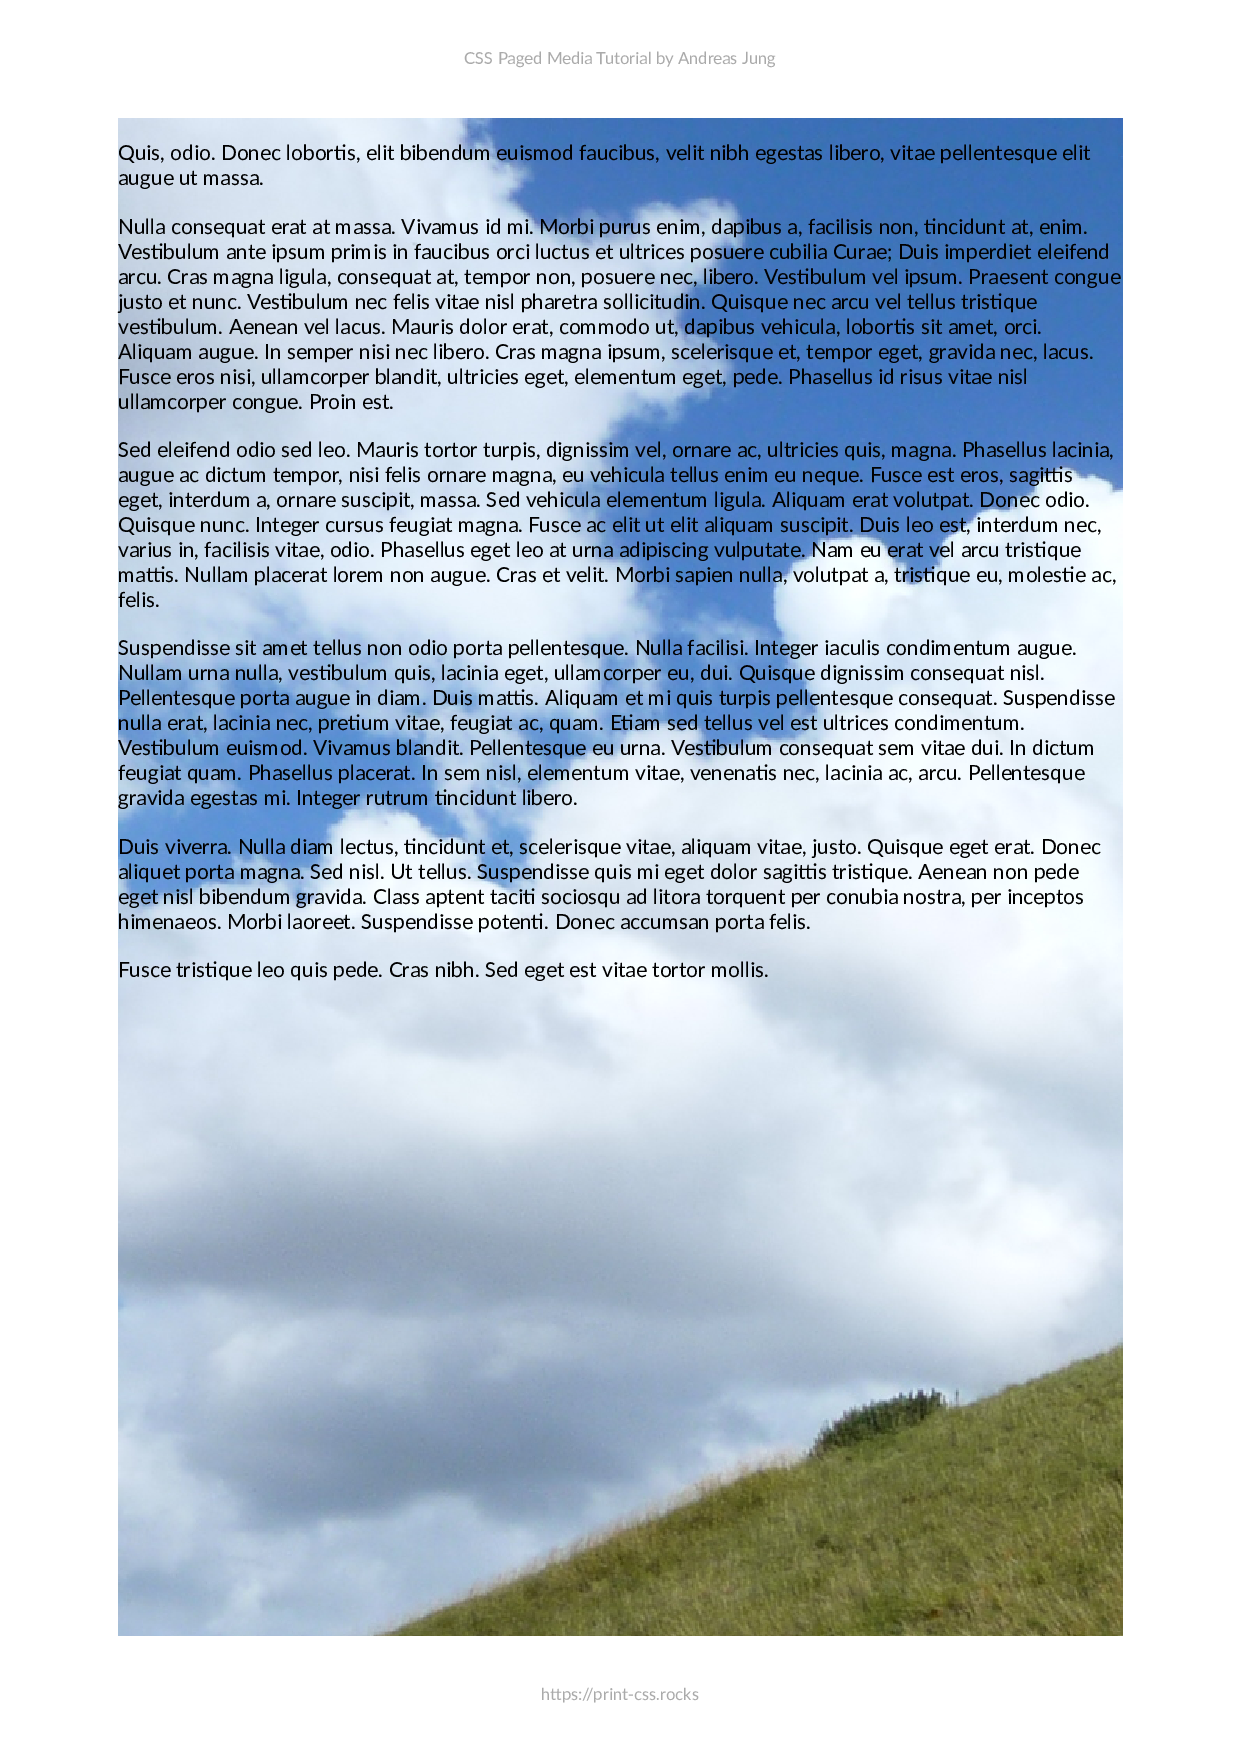 CSS Paged Media Tutorial by Andreas Jung
Quis, odio. Donec lobortis, elit bibendum euismod faucibus, velit nibh egestas libero, vitae pellentesque elit
augue ut massa.
Nulla consequat erat at massa. Vivamus id mi. Morbi purus enim, dapibus a, facilisis non, tincidunt at, enim.
Vestibulum ante ipsum primis in faucibus orci luctus et ultrices posuere cubilia Curae; Duis imperdiet eleifend
arcu. Cras magna ligula, consequat at, tempor non, posuere nec, libero. Vestibulum vel ipsum. Praesent congue
justo et nunc. Vestibulum nec felis vitae nisl pharetra sollicitudin. Quisque nec arcu vel tellus tristique
vestibulum. Aenean vel lacus. Mauris dolor erat, commodo ut, dapibus vehicula, lobortis sit amet, orci.
Aliquam augue. In semper nisi nec libero. Cras magna ipsum, scelerisque et, tempor eget, gravida nec, lacus.
Fusce eros nisi, ullamcorper blandit, ultricies eget, elementum eget, pede. Phasellus id risus vitae nisl
ullamcorper congue. Proin est.
Sed eleifend odio sed leo. Mauris tortor turpis, dignissim vel, ornare ac, ultricies quis, magna. Phasellus lacinia,
augue ac dictum tempor, nisi felis ornare magna, eu vehicula tellus enim eu neque. Fusce est eros, sagittis
eget, interdum a, ornare suscipit, massa. Sed vehicula elementum ligula. Aliquam erat volutpat. Donec odio.
Quisque nunc. Integer cursus feugiat magna. Fusce ac elit ut elit aliquam suscipit. Duis leo est, interdum nec,
varius in, facilisis vitae, odio. Phasellus eget leo at urna adipiscing vulputate. Nam eu erat vel arcu tristique
mattis. Nullam placerat lorem non augue. Cras et velit. Morbi sapien nulla, volutpat a, tristique eu, molestie ac,
felis.
Suspendisse sit amet tellus non odio porta pellentesque. Nulla facilisi. Integer iaculis condimentum augue.
Nullam urna nulla, vestibulum quis, lacinia eget, ullamcorper eu, dui. Quisque dignissim consequat nisl.
Pellentesque porta augue in diam. Duis mattis. Aliquam et mi quis turpis pellentesque consequat. Suspendisse
nulla erat, lacinia nec, pretium vitae, feugiat ac, quam. Etiam sed tellus vel est ultrices condimentum.
Vestibulum euismod. Vivamus blandit. Pellentesque eu urna. Vestibulum consequat sem vitae dui. In dictum
feugiat quam. Phasellus placerat. In sem nisl, elementum vitae, venenatis nec, lacinia ac, arcu. Pellentesque
gravida egestas mi. Integer rutrum tincidunt libero.
Duis viverra. Nulla diam lectus, tincidunt et, scelerisque vitae, aliquam vitae, justo. Quisque eget erat. Donec
aliquet porta magna. Sed nisl. Ut tellus. Suspendisse quis mi eget dolor sagittis tristique. Aenean non pede
eget nisl bibendum gravida. Class aptent taciti sociosqu ad litora torquent per conubia nostra, per inceptos
himenaeos. Morbi laoreet. Suspendisse potenti. Donec accumsan porta felis.
Fusce tristique leo quis pede. Cras nibh. Sed eget est vitae tortor mollis.
https://print-css.rocks